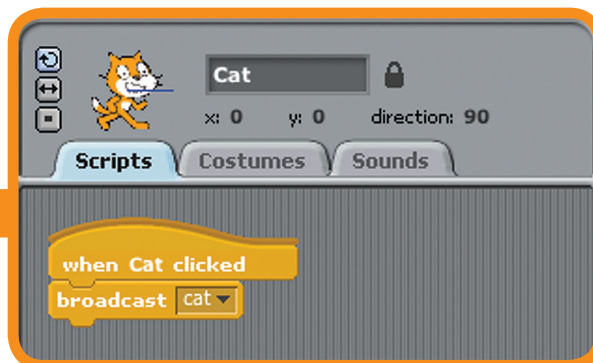 Cat
x: 0 y: 0 direction: 90
Scripts Costumes Sounds
when Cat clicked
broadcast cat